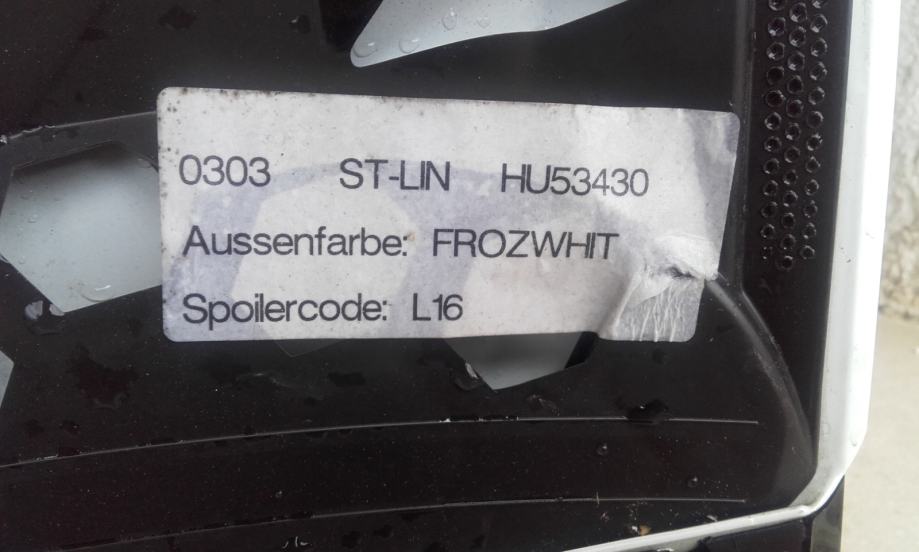 0303 ST-LIN HU53430
Aussenfarbe: FROZWHIT
Spoilercode: L16